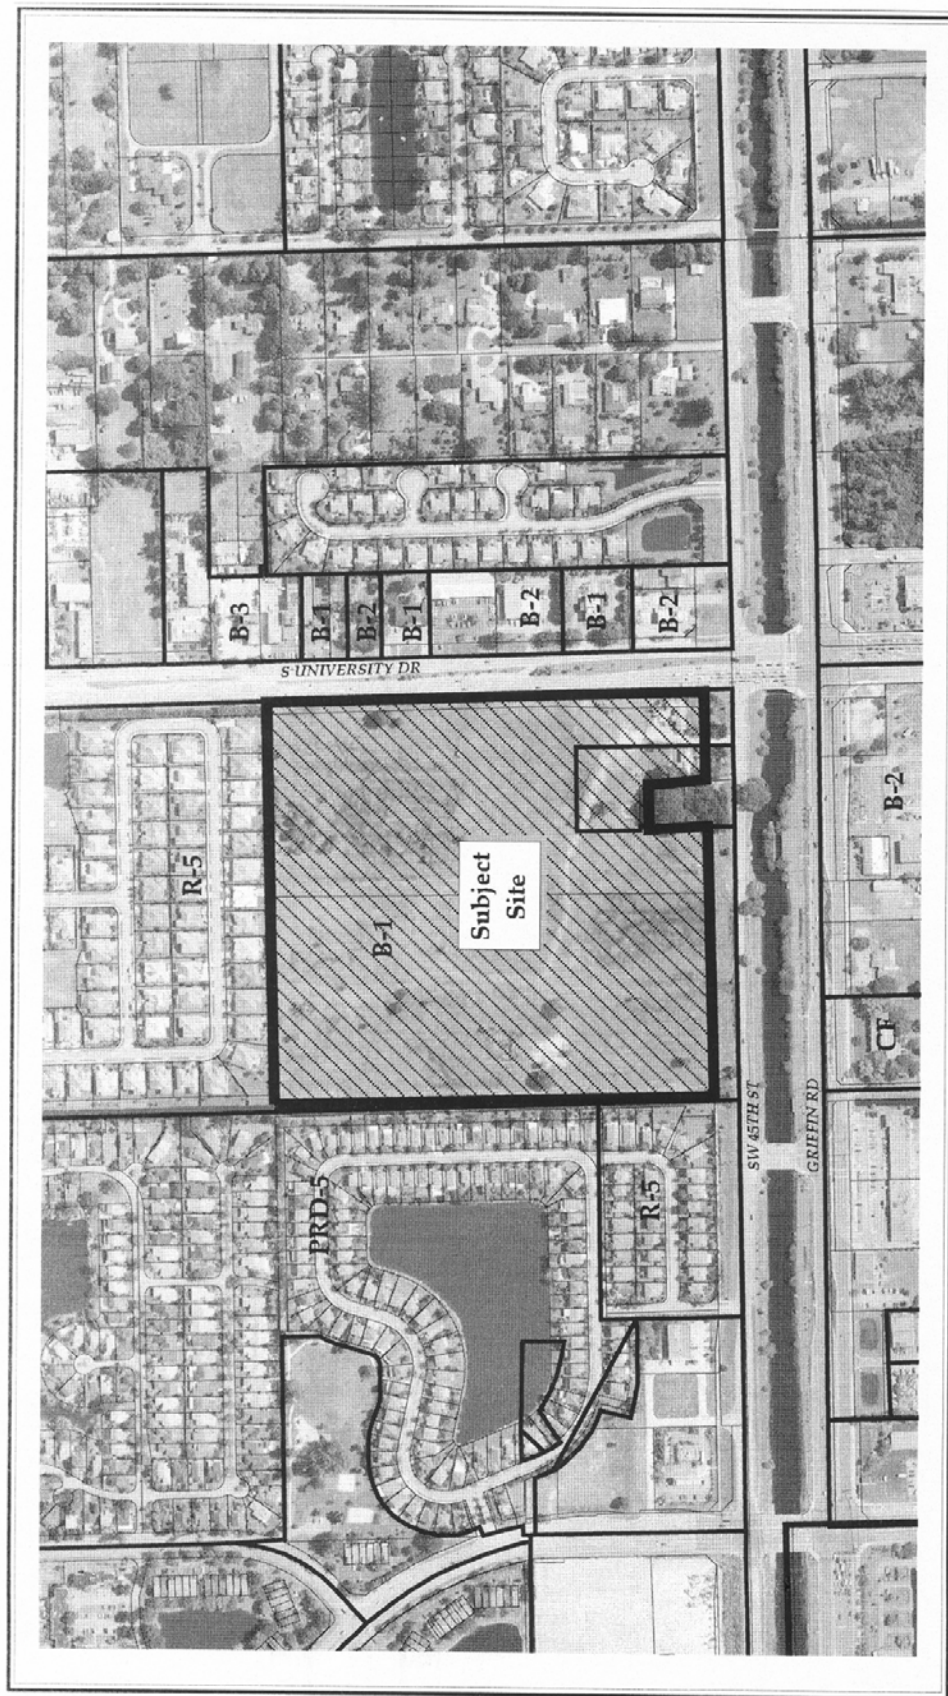 B-3
B-1
B-2
B-1
B-2
B-1
B-2
S UNIVERSITY DR
R-5
B-1
Subject
Site
B-2
CF
SW 45TH ST
GRIFFIN RD
PRD-5
R-5